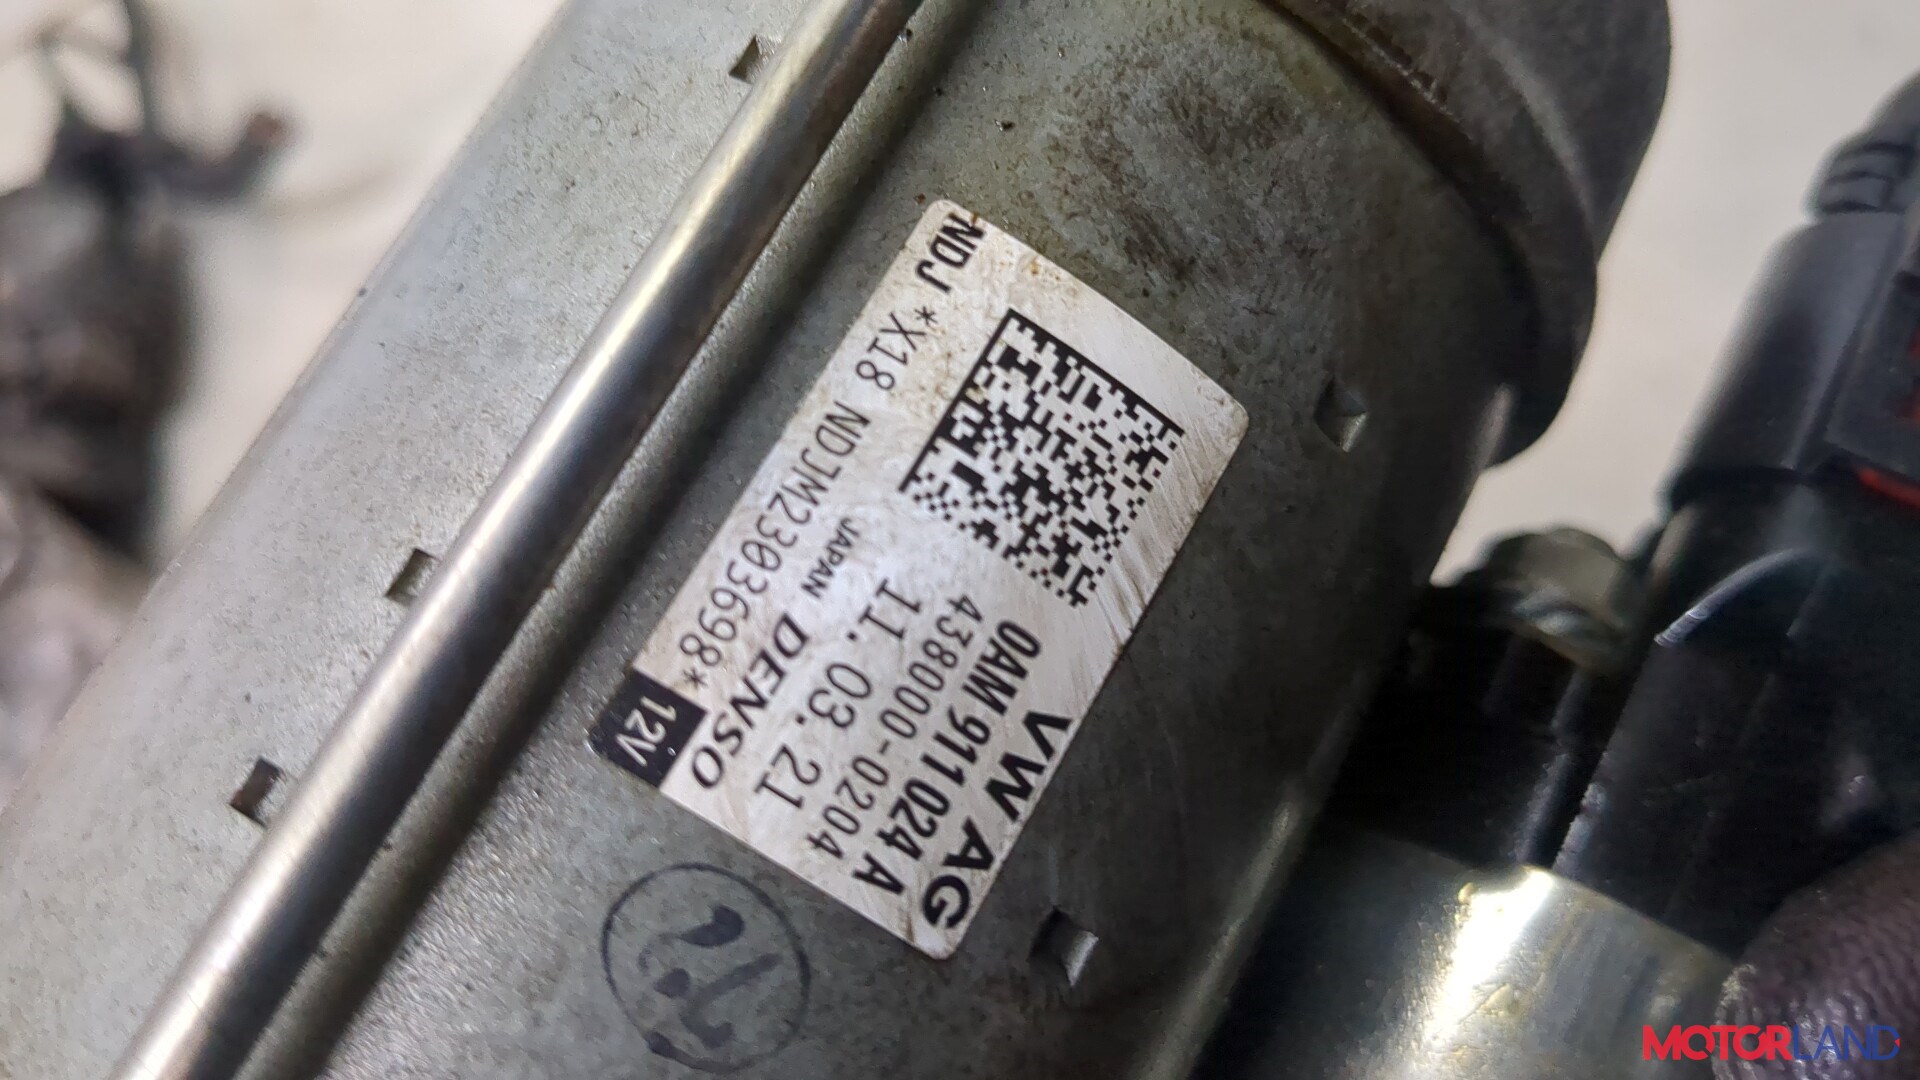 VW AG
0AM 911 024 A
438000-0204
11. 03. 21
JAPAN DENSO
*X18 NDJM2303698*
NDJ
12V
MOTORLAND